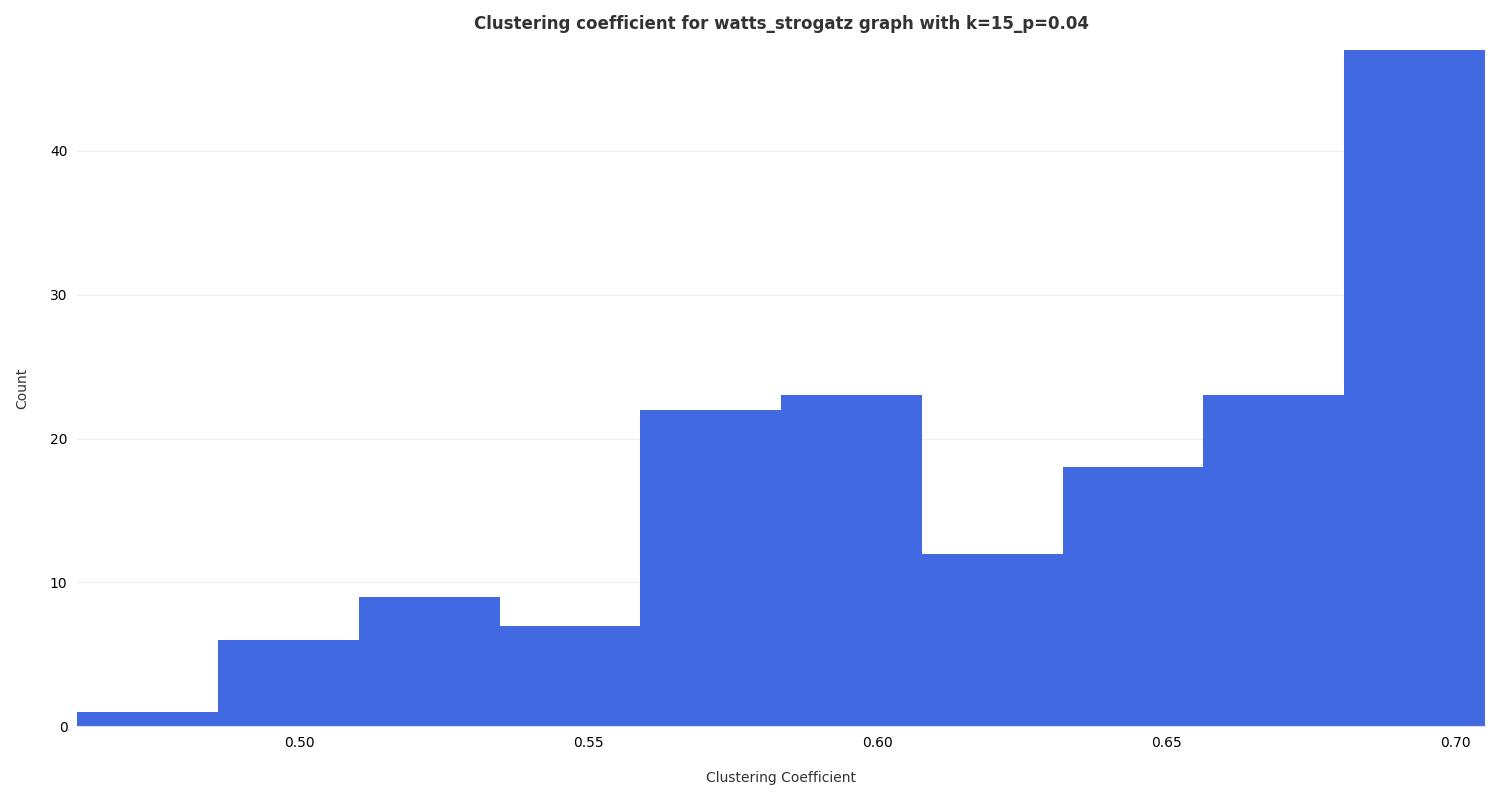 Clustering coefficient for watts_strogatz graph with k=15_p=0.04
40
30
20
10
0
Count
0.50 0.55 0.60 0.65 0.70
Clustering Coefficient